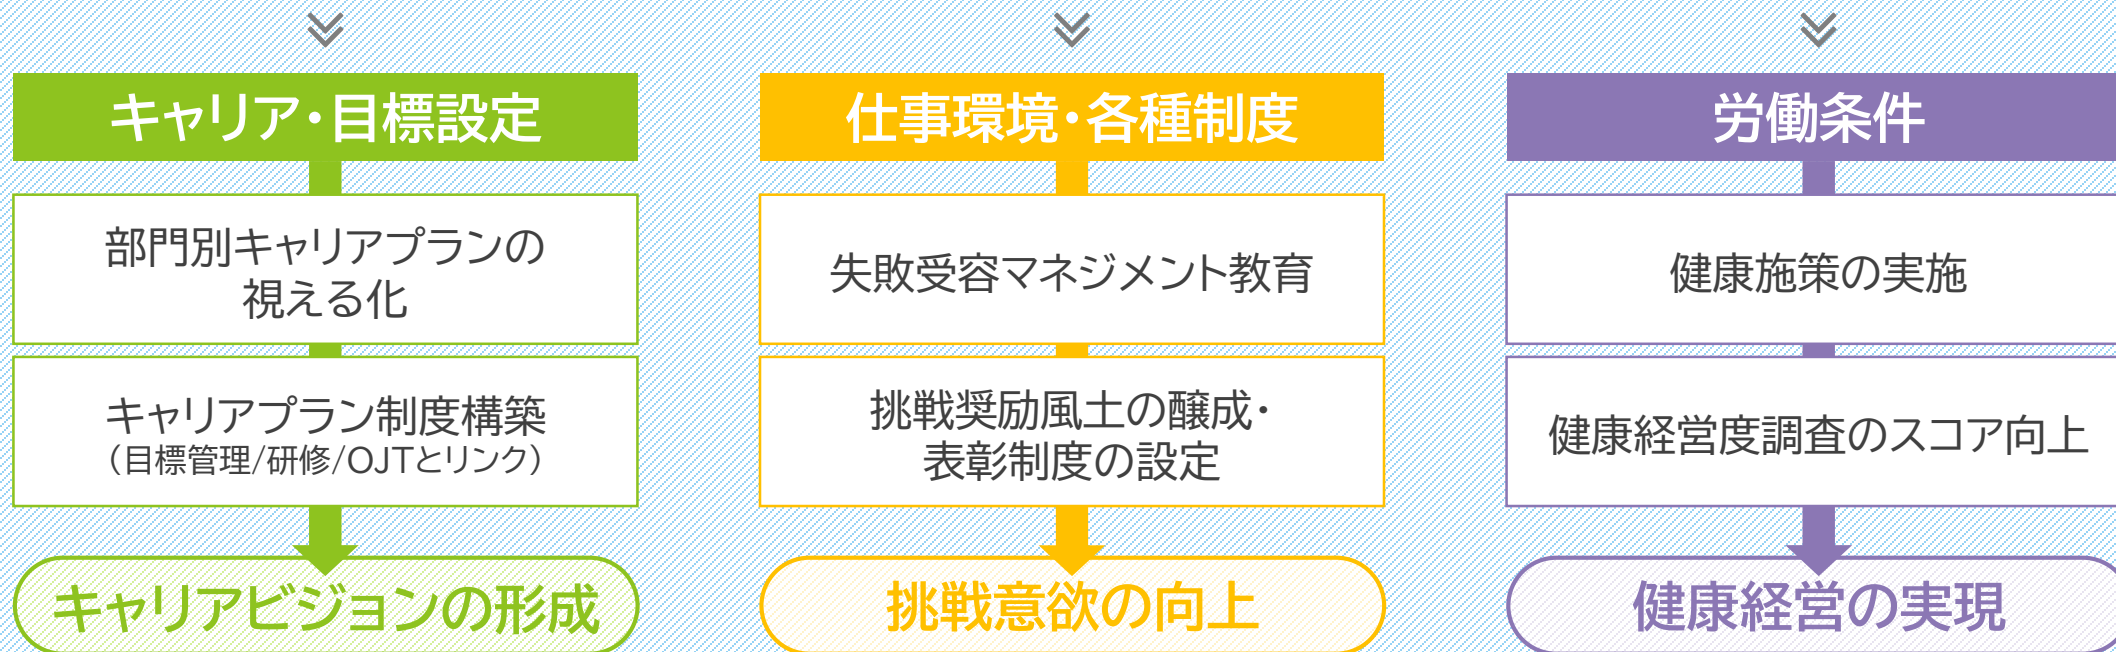 キャリア・目標設定
部門別キャリアプランの
視える化
キャリアプラン制度構築
（目標管理/研修/OJTとリンク）
キャリアビジョンの形成
仕事環境・各種制度
失敗受容マネジメント教育
挑戦奨励風土の醸成・
表彰制度の設定
挑戦意欲の向上
労働条件
健康施策の実施
健康経営度調査のスコア向上
健康経営の実現